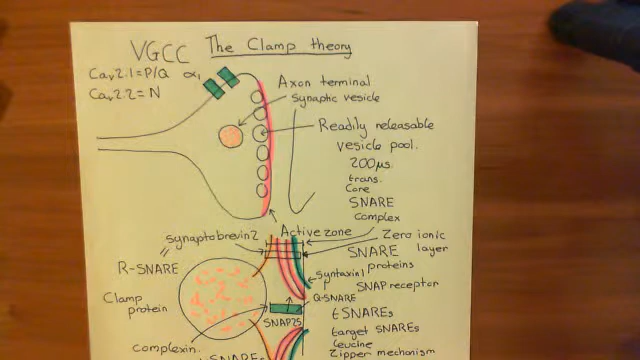 VGCC The Clamp theory
Cav2.1 = P/Q α1
Cav2.2 = N
Axon terminal
Synaptic vesicle
Readily releasable
vesicle pool.
200μs.
trans.
Core
SNARE
complex
Active zone
Synaptobrevin 2
Zero ionic
layer
SNARE
proteins
R-SNARE
Syntaxin1
SNAP receptor
Q-SNARE
Clamp
protein
SNAP25
tSNAREs
target SNAREs
leucine
Zipper mechanism
Complexin.